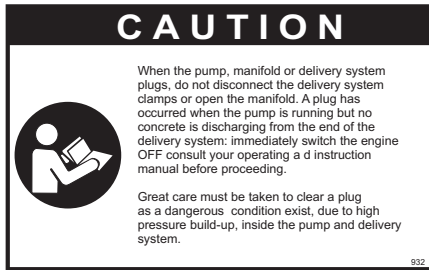 CAUTION
When the pump, manifold or delivery system
plugs, do not disconnect the delivery system
clamps or open the manifold. A plug has
occurred when the pump is running but no
concrete is discharging from the end of the
delivery system: immediately switch the engine
OFF consult your operating a d instruction
manual before proceeding.
Great care must be taken to clear a plug
as a dangerous condition exist, due to high
pressure build-up, inside the pump and delivery
system.
932